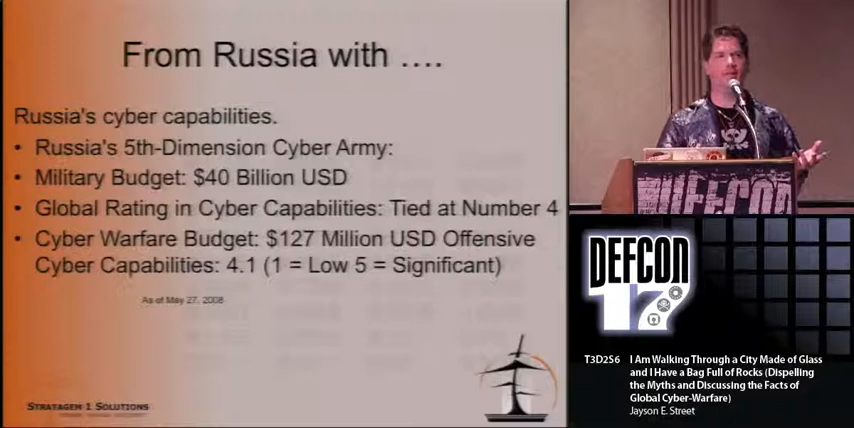 From Russia with ....
Russia's cyber capabilities.
• Russia's 5th-Dimension Cyber Army:
• Military Budget: $40 Billion USD
• Global Rating in Cyber Capabilities: Tied at Number 4
• Cyber Warfare Budget: $127 Million USD Offensive
Cyber Capabilities: 4.1 (1 = Low 5 = Significant)
As of May 27, 2008
STRATAGEM 1 SOLUTIONS
DEFCON
DEFCON
17
T3D2S6 I Am Walking Through a City Made of Glass
and I Have a Bag Full of Rocks (Dispelling
the Myths and Discussing the Facts of
Global Cyber-Warfare)
Jayson E. Street